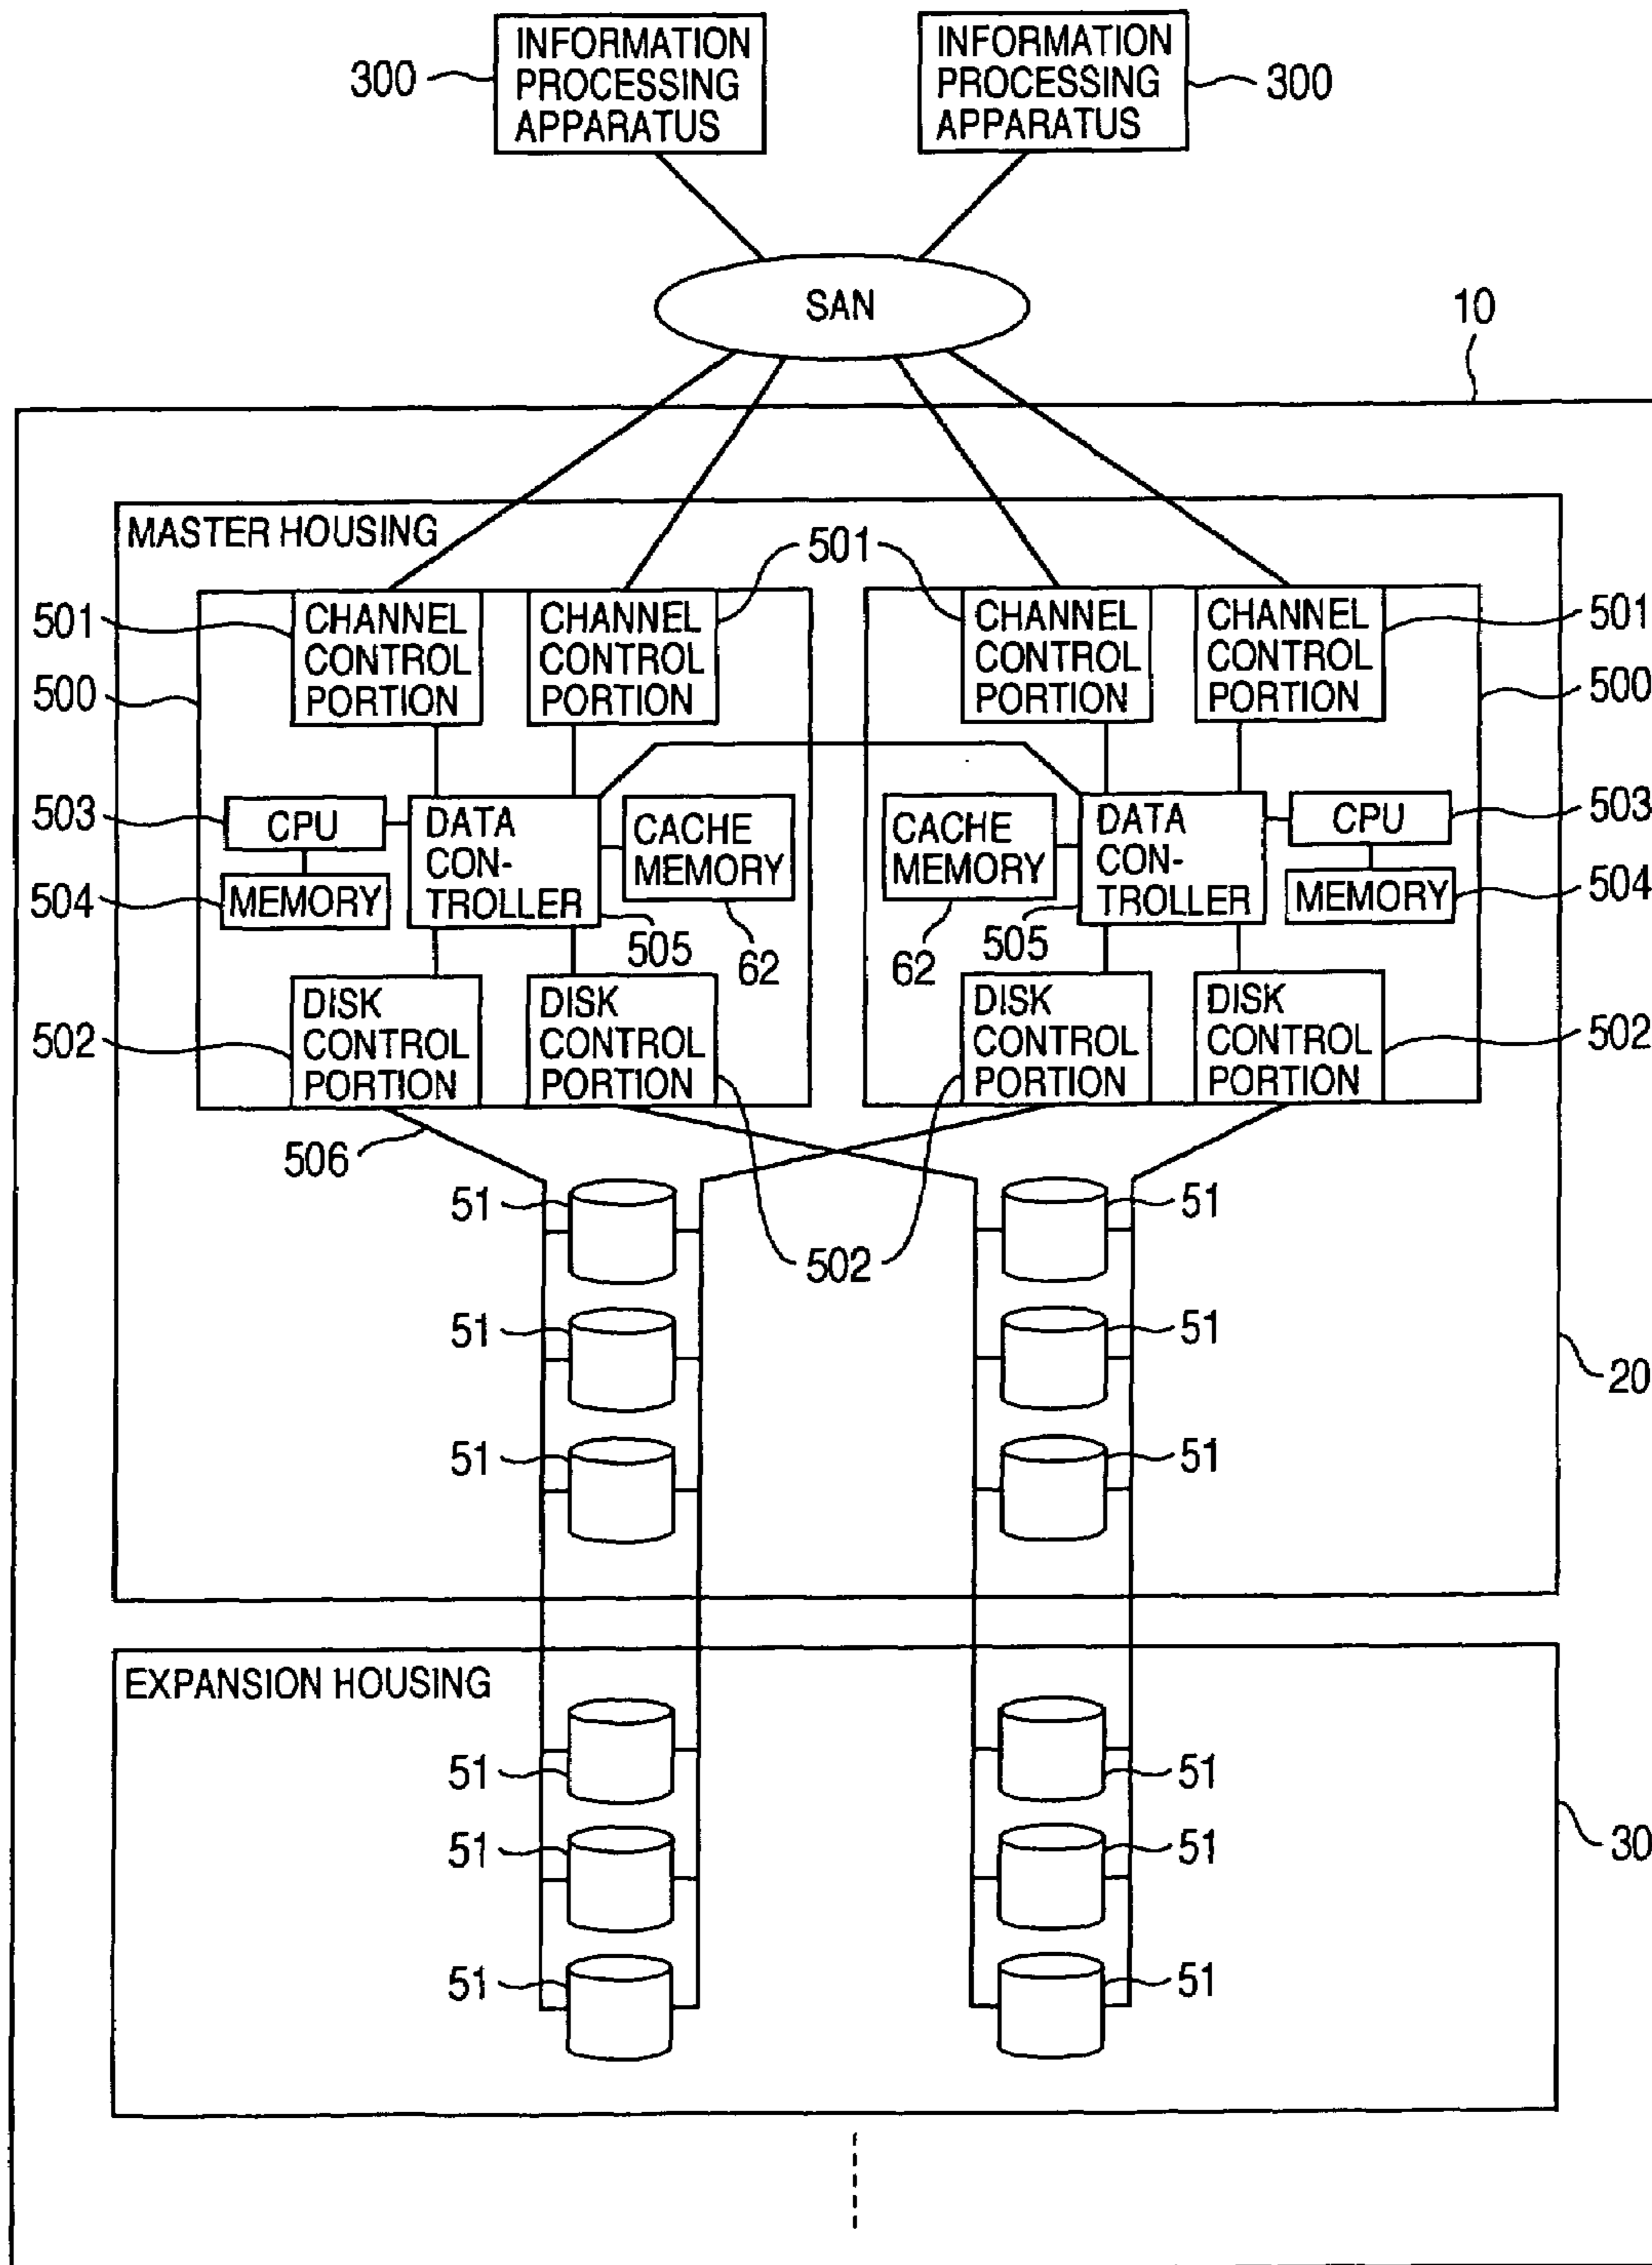 INFORMATION
PROCESSING
APPARATUS
INFORMATION
PROCESSING
APPARATUS
300
300
SAN
10
MASTER HOUSING
501
501
CHANNEL
CONTROL
PORTION
CHANNEL
CONTROL
PORTION
CHANNEL
CONTROL
PORTION
CHANNEL
CONTROL
PORTION
501
500
500
503
CPU
DATA
CON-
TROLLER
CACHE
MEMORY
CACHE
MEMORY
DATA
CON-
TROLLER
CPU
503
504
MEMORY
MEMORY
504
505
62
62
505
502
DISK
CONTROL
PORTION
DISK
CONTROL
PORTION
DISK
CONTROL
PORTION
DISK
CONTROL
PORTION
502
506
51
51
502
51
51
20
51
51
EXPANSION HOUSING
51
51
51
51
30
51
51